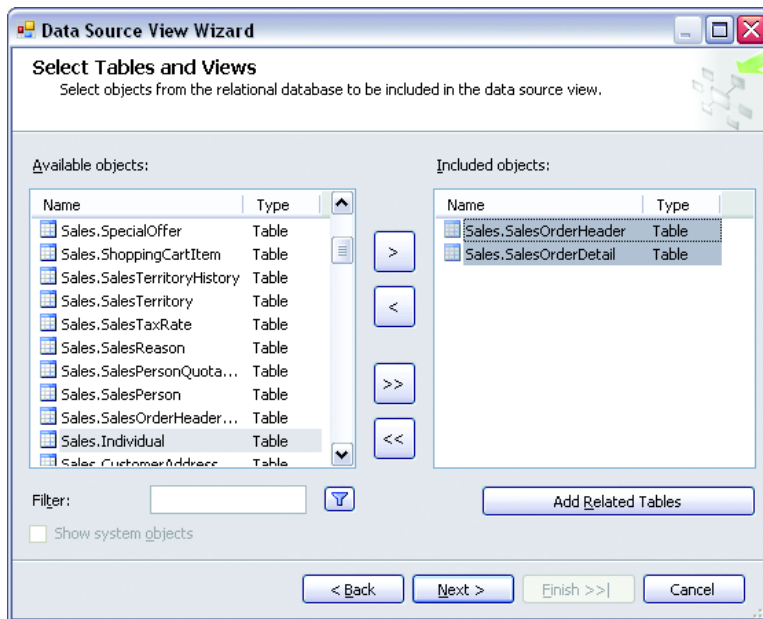 Data Source View Wizard
Select Tables and Views
Select objects from the relational database to be included in the data source view.
Available objects:
Name Type
Sales.SpecialOffer Table
Sales.ShoppingCartItem Table
Sales.SalesTerritoryHistory Table
Sales.SalesTerritory Table
Sales.SalesTaxRate Table
Sales.SalesReason Table
Sales.SalesPersonQuota... Table
Sales.SalesPerson Table
Sales.SalesOrderHeader... Table
Sales.Individual Table
Sales.CustomerAddress Table
>
<
>>
<<
Included objects:
Name Type
Sales.SalesOrderHeader Table
Sales.SalesOrderDetail Table
Filter:
Add Related Tables
Show system objects
< Back Next > Finish >>| Cancel